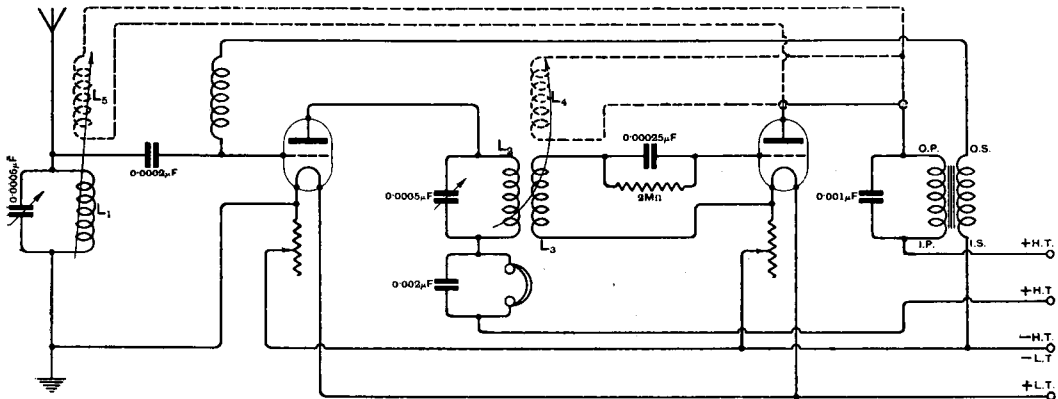 L₅
0·0005µF
L₁
0·0002µF
L₂
0·0005µF
0·002µF
L₄
L₃
0·00025µF
2MΩ
0·001µF
O.P.
O.S.
I.P.
I.S.
+H.T.
+H.T
−H.T.
−L.T
+L.T.